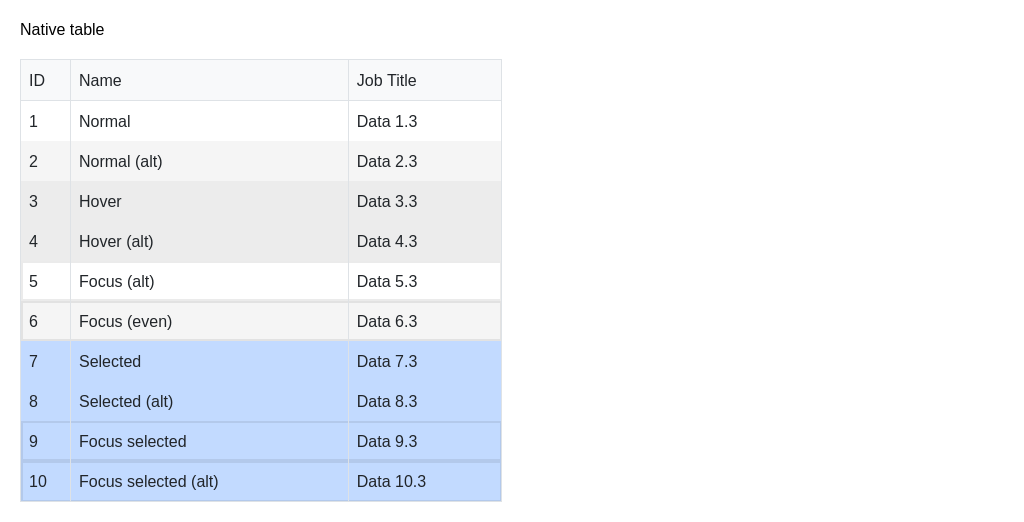 Native table
ID Name Job Title
1 Normal Data 1.3
2 Normal (alt) Data 2.3
3 Hover Data 3.3
4 Hover (alt) Data 4.3
5 Focus (alt) Data 5.3
6 Focus (even) Data 6.3
7 Selected Data 7.3
8 Selected (alt) Data 8.3
9 Focus selected Data 9.3
10 Focus selected (alt) Data 10.3